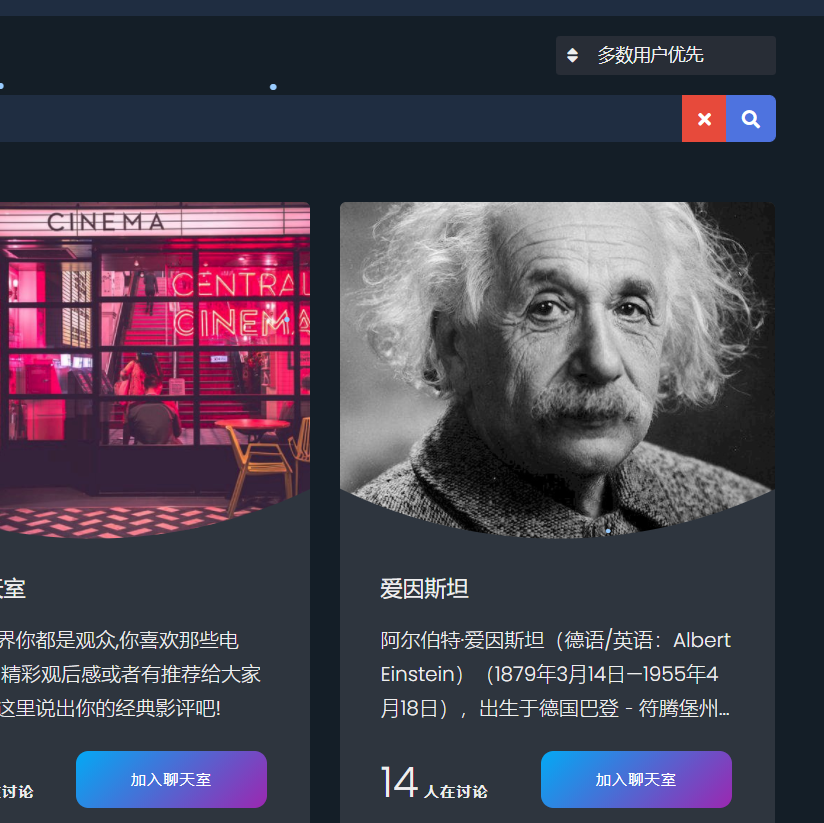 多数用户优先
CINEMA
CENTRAL
CINEMA
天室
界你都是观众,你喜欢那些电
精彩观后感或者有推荐给大家
这里说出你的经典影评吧!
讨论
加入聊天室
爱因斯坦
阿尔伯特·爱因斯坦（德语/英语：Albert
Einstein）（1879年3月14日—1955年4
月18日），出生于德国巴登 - 符腾堡州...
14 人在讨论
加入聊天室